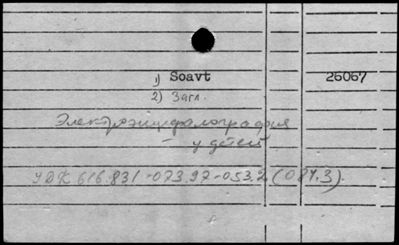 1) Soavt 26067
2) Загл.
Электроэнцефалография
– у детей
УДК 616.831-073.97-053.2 (084.3)